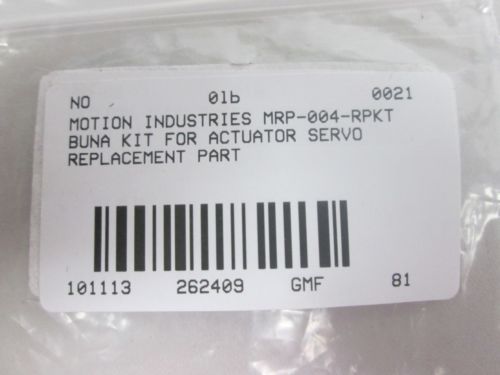 NO 01b 0021
MOTION INDUSTRIES MRP-004-RPKT
BUNA KIT FOR ACTUATOR SERVO
REPLACEMENT PART
101113 262409 GMF 81